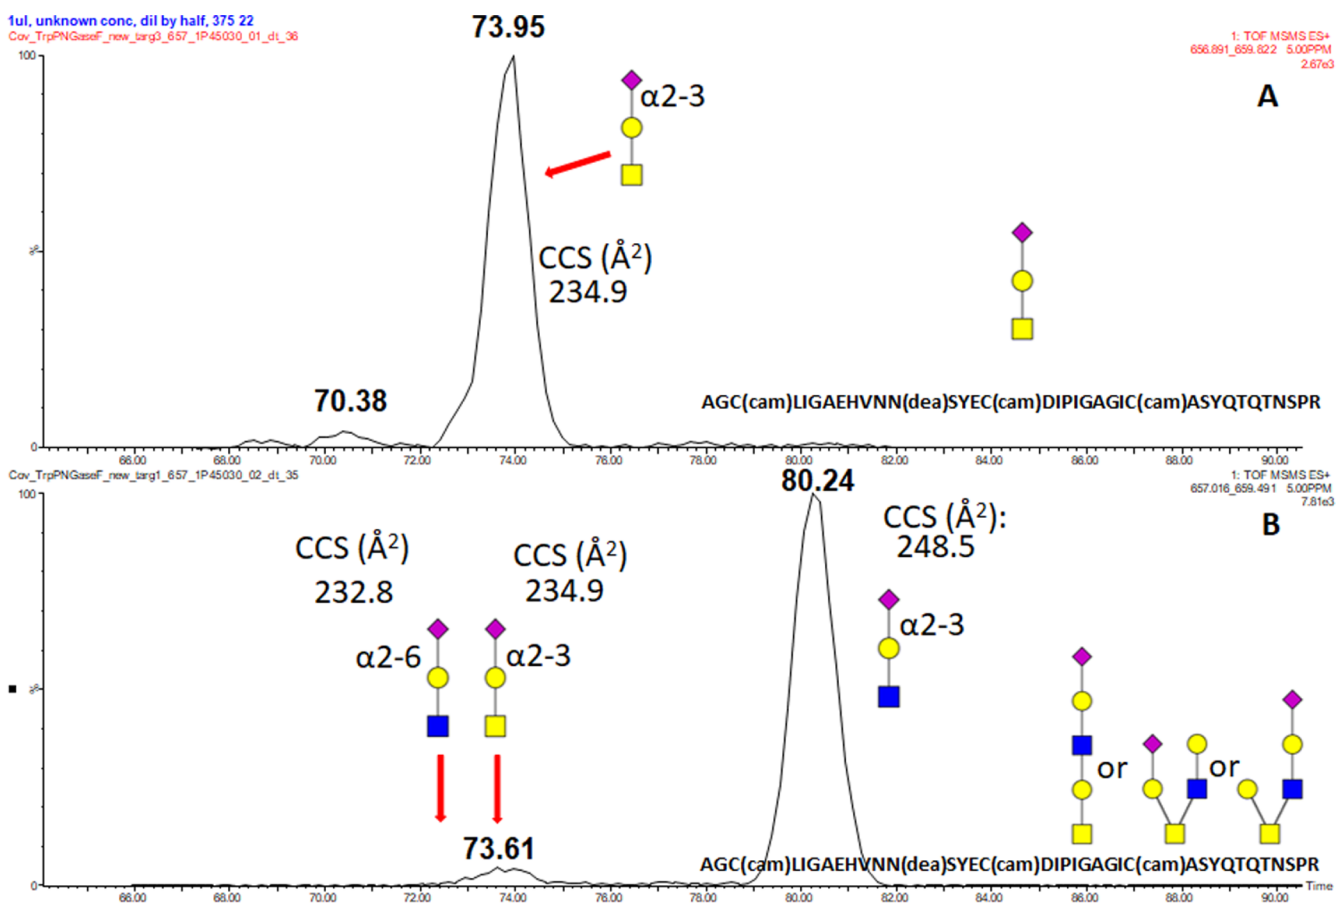 1ul, unknown conc, dil by half, 375 22
Cov_TrpPNGaseF_new_targ3_657_1P45030_01_dt_36
1: TOF MSMS ES+
656.891_659.822 5.00PPM
2.67e3
73.95
100
α2-3
A
CCS (Å²)
234.9
%
70.38
AGC(cam)LIGAEHVNN(dea)SYEC(cam)DIPIGAGIC(cam)ASYQTQTNSPR
0
66.00 68.00 70.00 72.00 74.00 76.00 78.00 80.00 82.00 84.00 86.00 88.00 90.00
Cov_TrpPNGaseF_new_targ1_657_1P45030_02_dt_35
1: TOF MSMS ES+
657.016_659.491 5.00PPM
7.81e3
80.24
100
B
CCS (Å²):
248.5
CCS (Å²)
232.8
CCS (Å²)
234.9
α2-6
α2-3
α2-3
%
or
or
73.61
AGC(cam)LIGAEHVNN(dea)SYEC(cam)DIPIGAGIC(cam)ASYQTQTNSPR
0
Time
66.00 68.00 70.00 72.00 74.00 76.00 78.00 80.00 82.00 84.00 86.00 88.00 90.00